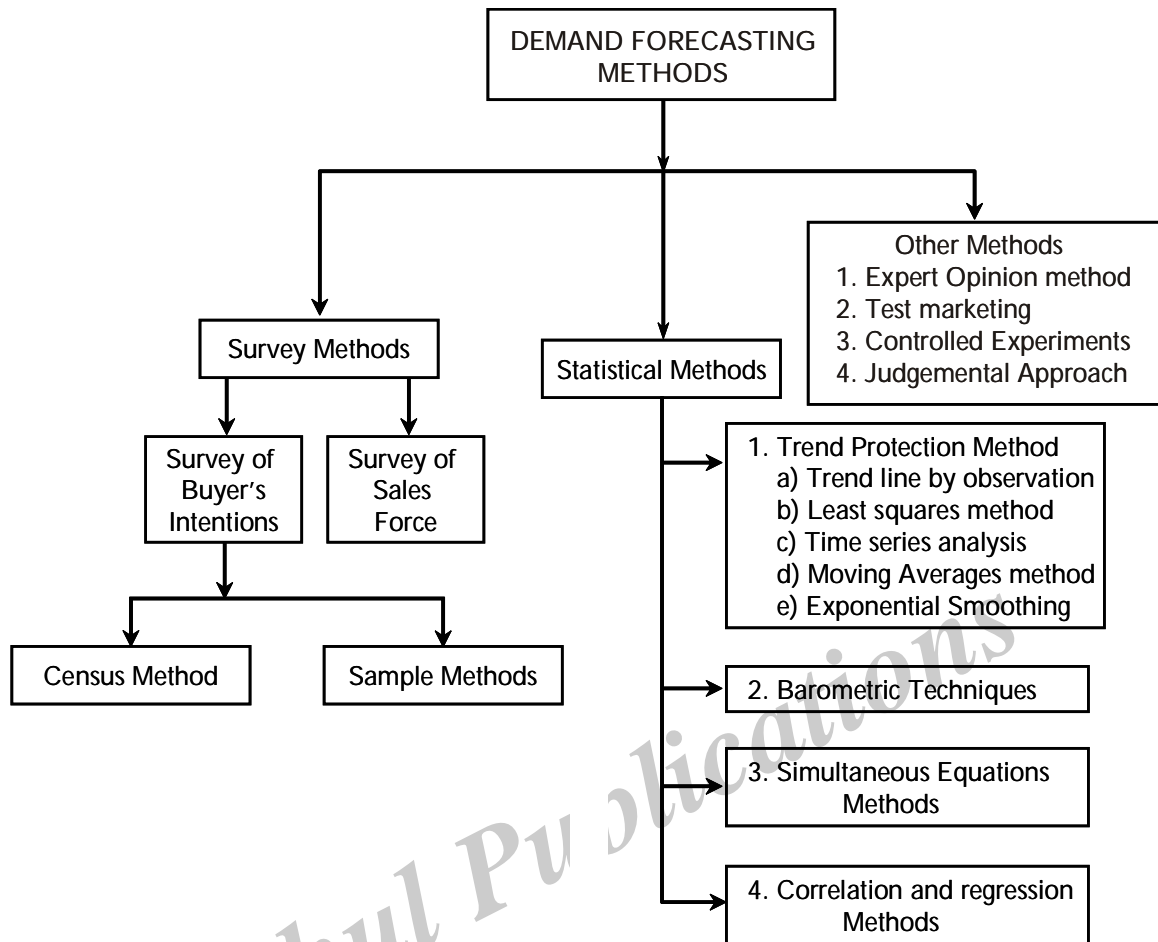 DEMAND FORECASTING
METHODS
Other Methods
1. Expert Opinion method
2. Test marketing
3. Controlled Experiments
4. Judgemental Approach
Survey Methods
Statistical Methods
Survey of
Buyer's
Intentions
Survey of
Sales
Force
Census Method
Sample Methods
1. Trend Protection Method
a) Trend line by observation
b) Least squares method
c) Time series analysis
d) Moving Averages method
e) Exponential Smoothing
2. Barometric Techniques
3. Simultaneous Equations
Methods
4. Correlation and regression
Methods